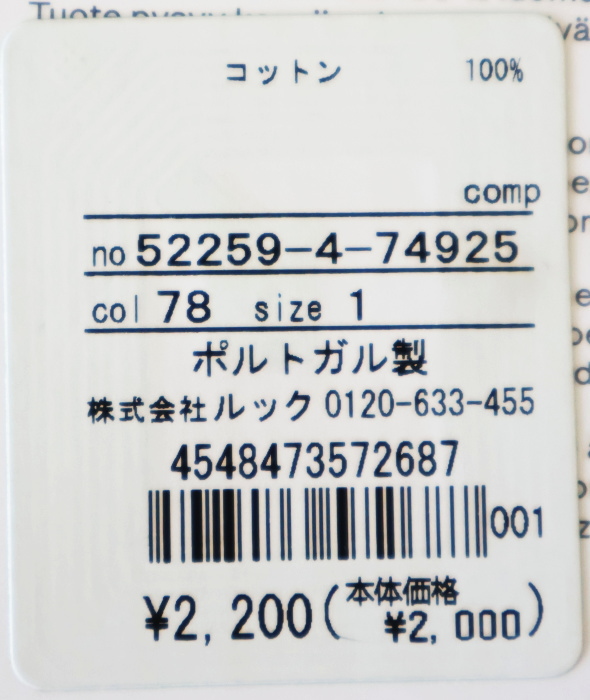 Tuote pysyy
コットン 100%
comp
no 52259-4-74925
col 78 size 1
ポルトガル製
株式会社ルック 0120-633-455
4548473572687
001
¥2,200(本体価格 ¥2,000)